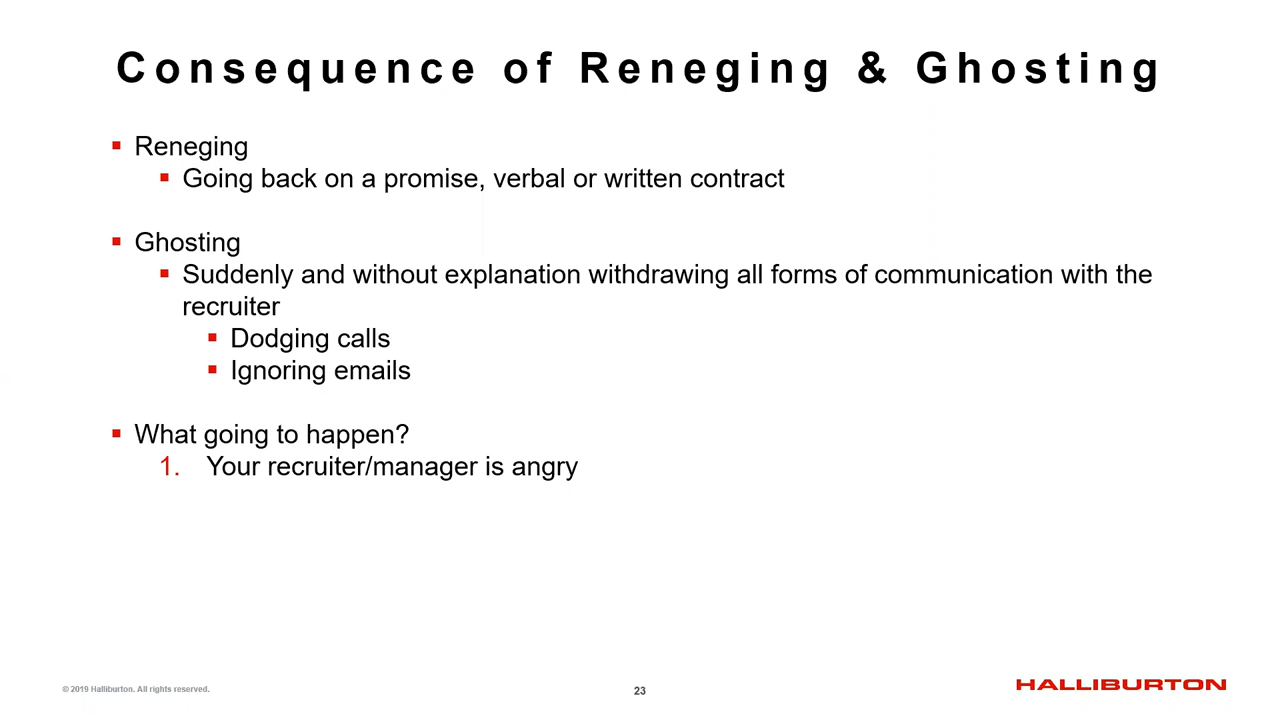 Consequence of Reneging & Ghosting
▪ Reneging
▪ Going back on a promise, verbal or written contract
▪ Ghosting
▪ Suddenly and without explanation withdrawing all forms of communication with the
recruiter
▪ Dodging calls
▪ Ignoring emails
▪ What going to happen?
1. Your recruiter/manager is angry
© 2019 Halliburton. All rights reserved.
23
HALLIBURTON